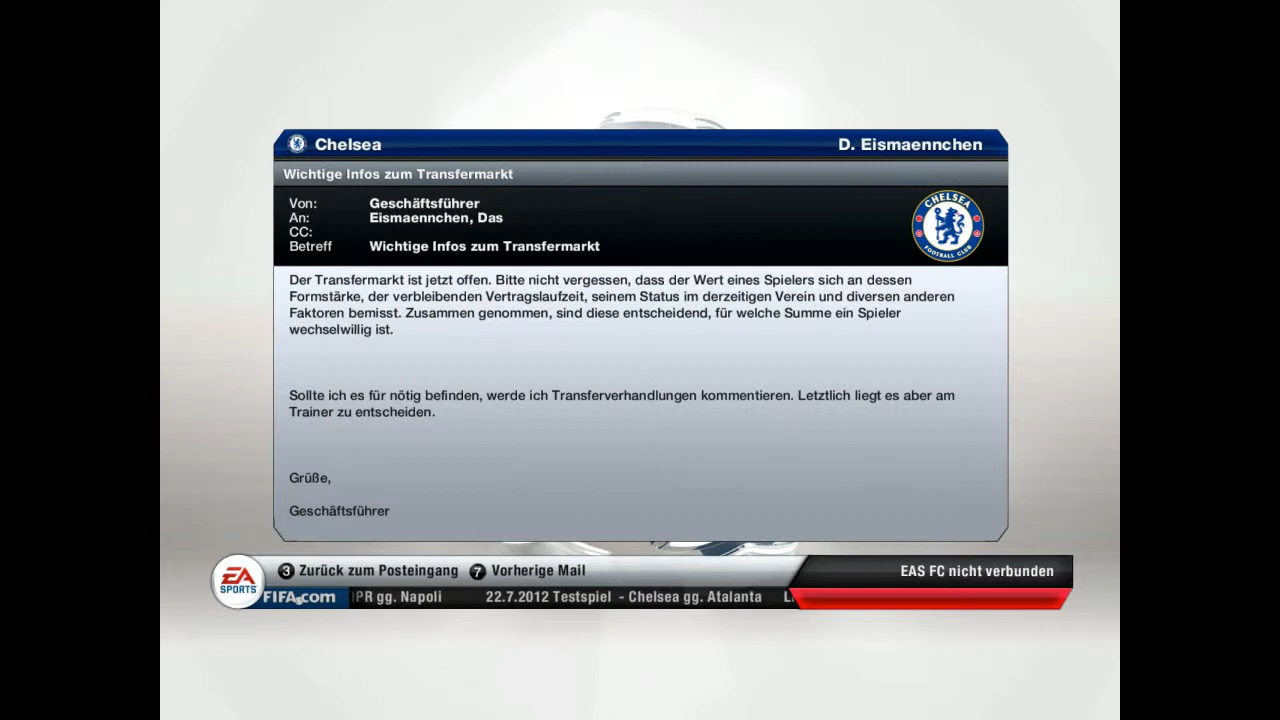 Chelsea
D. Eismaennchen
Wichtige Infos zum Transfermarkt
Von: Geschäftsführer
An: Eismaennchen, Das
CC:
Betreff Wichtige Infos zum Transfermarkt
CHELSEA
FOOTBALL CLUB
Der Transfermarkt ist jetzt offen. Bitte nicht vergessen, dass der Wert eines Spielers sich an dessen
Formstärke, der verbleibenden Vertragslaufzeit, seinem Status im derzeitigen Verein und diversen anderen
Faktoren bemisst. Zusammen genommen, sind diese entscheidend, für welche Summe ein Spieler
wechselwillig ist.
Sollte ich es für nötig befinden, werde ich Transferverhandlungen kommentieren. Letztlich liegt es aber am
Trainer zu entscheiden.
Grüße,
Geschäftsführer
EA
SPORTS
3 Zurück zum Posteingang 7 Vorherige Mail
EAS FC nicht verbunden
FIFA.com
PR gg. Napoli 22.7.2012 Testspiel - Chelsea gg. Atalanta